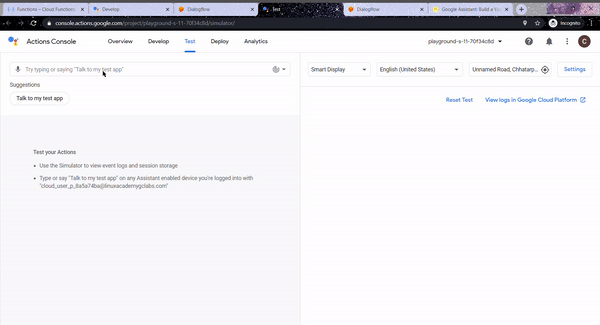 Functions – Cloud Functions
Develop
Dialogflow
Test
Dialogflow
Google Assistant Build a V
console.actions.google.com/project/playground-s-11-70f34c8d/simulator/
Incognito
Actions Console
Overview
Develop
Test
Deploy
Analytics
playground-s-11-70f34c8d
C
Try typing or saying "Talk to my test app"
Smart Display
English (United States)
Unnamed Road, Chhatarp...
Settings
Suggestions
Talk to my test app
Reset Test
View logs in Google Cloud Platform
Test your Actions
• Use the Simulator to view event logs and session storage
• Type or say "Talk to my test app" on any Assistant enabled device you're logged into with
"cloud_user_p_8a5a74ba@linuxacademygclabs.com"